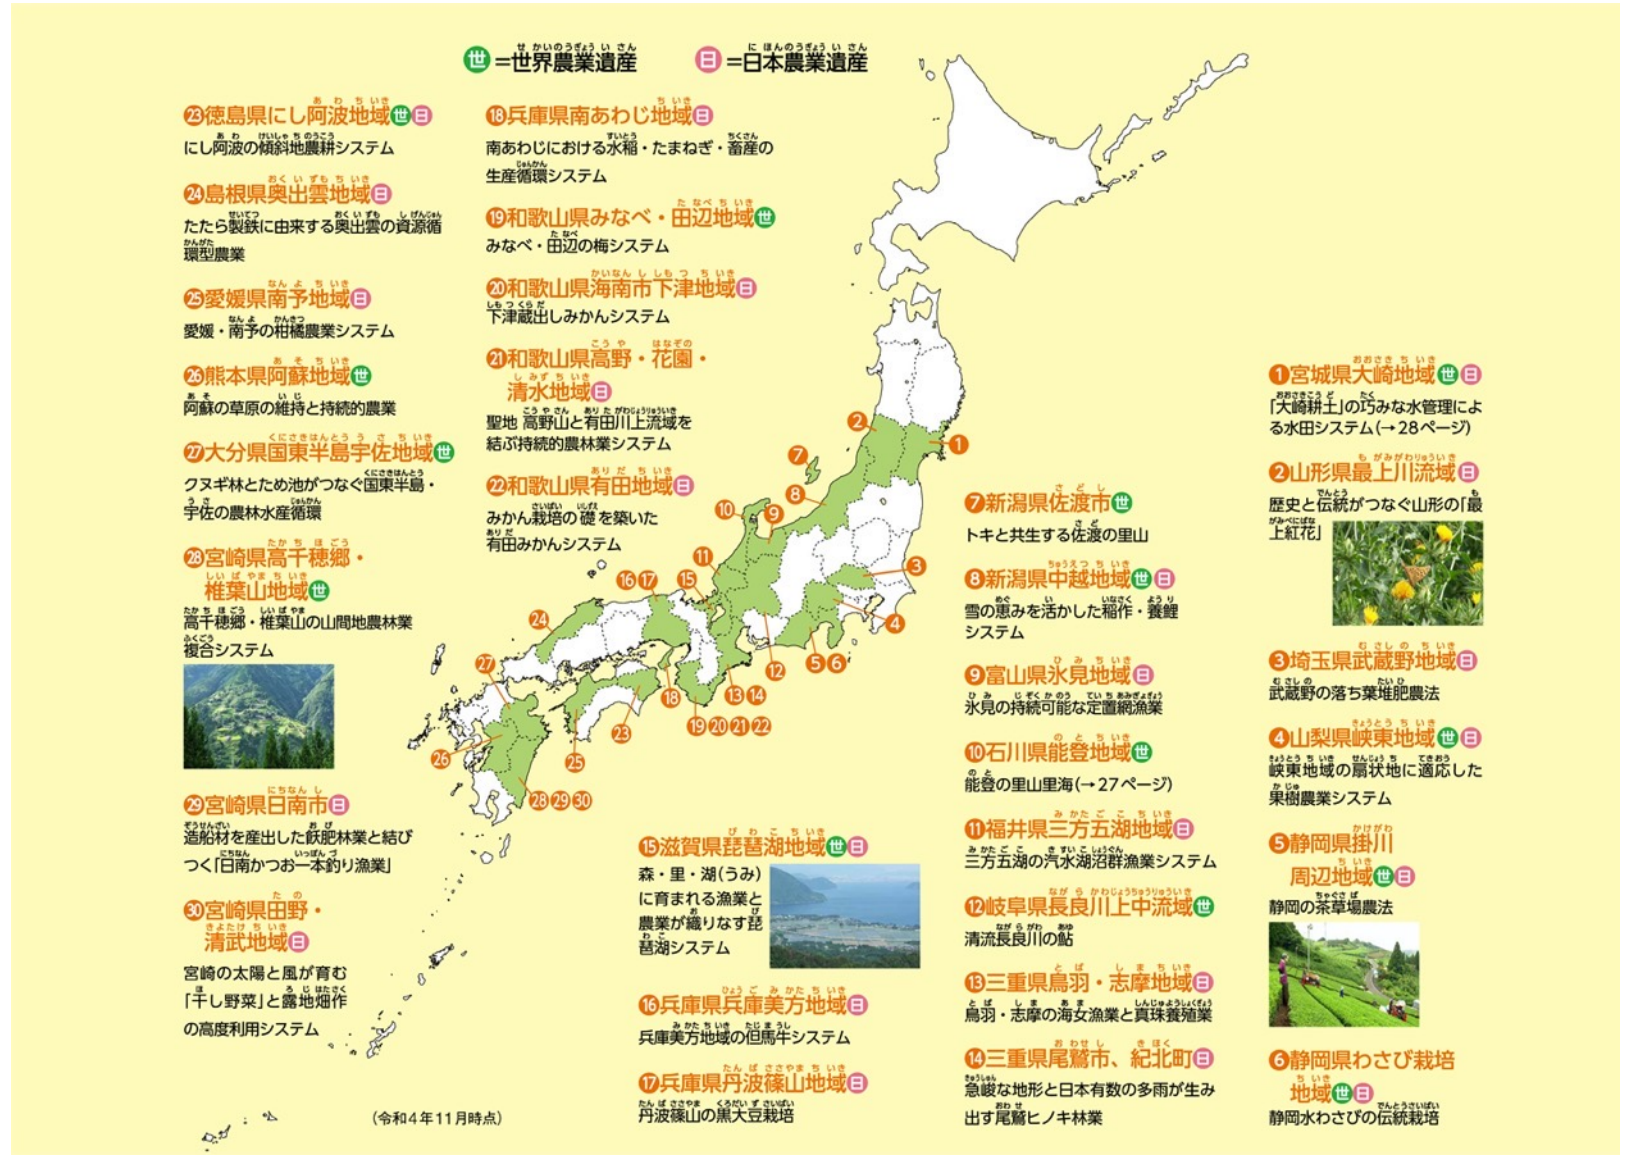 世=世界農業遺産
日=日本農業遺産
㉓徳島県にし阿波地域世日
にし阿波の傾斜地農耕システム
㉔島根県奥出雲地域日
たたら製鉄に由来する奥出雲の資源循
環型農業
㉕愛媛県南予地域日
愛媛・南予の柑橘農業システム
㉖熊本県阿蘇地域世
阿蘇の草原の維持と持続的農業
㉗大分県国東半島宇佐地域世
クヌギ林とため池がつなぐ国東半島・
宇佐の農林水産循環
㉘宮崎県高千穂郷・
椎葉山地域世
高千穂郷・椎葉山の山間地農林業
複合システム
㉙宮崎県日南市日
造船材を産出した飫肥林業と結び
つく「日南かつお一本釣り漁業」
㉚宮崎県田野・
清武地域日
宮崎の太陽と風が育む
「干し野菜」と露地畑作
の高度利用システム
⑱兵庫県南あわじ地域日
南あわじにおける水稲・たまねぎ・畜産の
生産循環システム
⑲和歌山県みなべ・田辺地域世
みなべ・田辺の梅システム
⑳和歌山県海南市下津地域日
下津蔵出しみかんシステム
㉑和歌山県高野・花園・
清水地域日
聖地 高野山と有田川上流域を
結ぶ持続的農林業システム
㉒和歌山県有田地域日
みかん栽培の礎を築いた
有田みかんシステム
①宮城県大崎地域世日
「大崎耕土」の巧みな水管理によ
る水田システム(→28ページ)
②山形県最上川流域日
歴史と伝統がつなぐ山形の「最
上紅花」
③埼玉県武蔵野地域日
武蔵野の落ち葉堆肥農法
④山梨県峡東地域世日
峡東地域の扇状地に適応した
果樹農業システム
⑤静岡県掛川
周辺地域世日
静岡の茶草場農法
⑥静岡県わさび栽培
地域世日
静岡水わさびの伝統栽培
⑦新潟県佐渡市世
トキと共生する佐渡の里山
⑧新潟県中越地域世日
雪の恵みを活かした稲作・養鯉
システム
⑨富山県氷見地域日
氷見の持続可能な定置網漁業
⑩石川県能登地域世
能登の里山里海(→27ページ)
⑪福井県三方五湖地域日
三方五湖の汽水湖沼群漁業システム
⑫岐阜県長良川上中流域世
清流長良川の鮎
⑬三重県鳥羽・志摩地域日
鳥羽・志摩の海女漁業と真珠養殖業
⑭三重県尾鷲市、紀北町日
急峻な地形と日本有数の多雨が生み
出す尾鷲ヒノキ林業
⑮滋賀県琵琶湖地域世日
森・里・湖(うみ)
に育まれる漁業と
農業が織りなす琵
琶湖システム
⑯兵庫県兵庫美方地域日
兵庫美方地域の但馬牛システム
⑰兵庫県丹波篠山地域日
丹波篠山の黒大豆栽培
②
①
⑦
⑧
⑩
⑨
⑪
③
⑯⑰
⑮
④
㉔
⑫
⑤⑥
㉗
⑱
⑬⑭
⑲⑳㉑㉒
㉓
㉖
㉕
㉘㉙㉚
(令和4年11月時点)